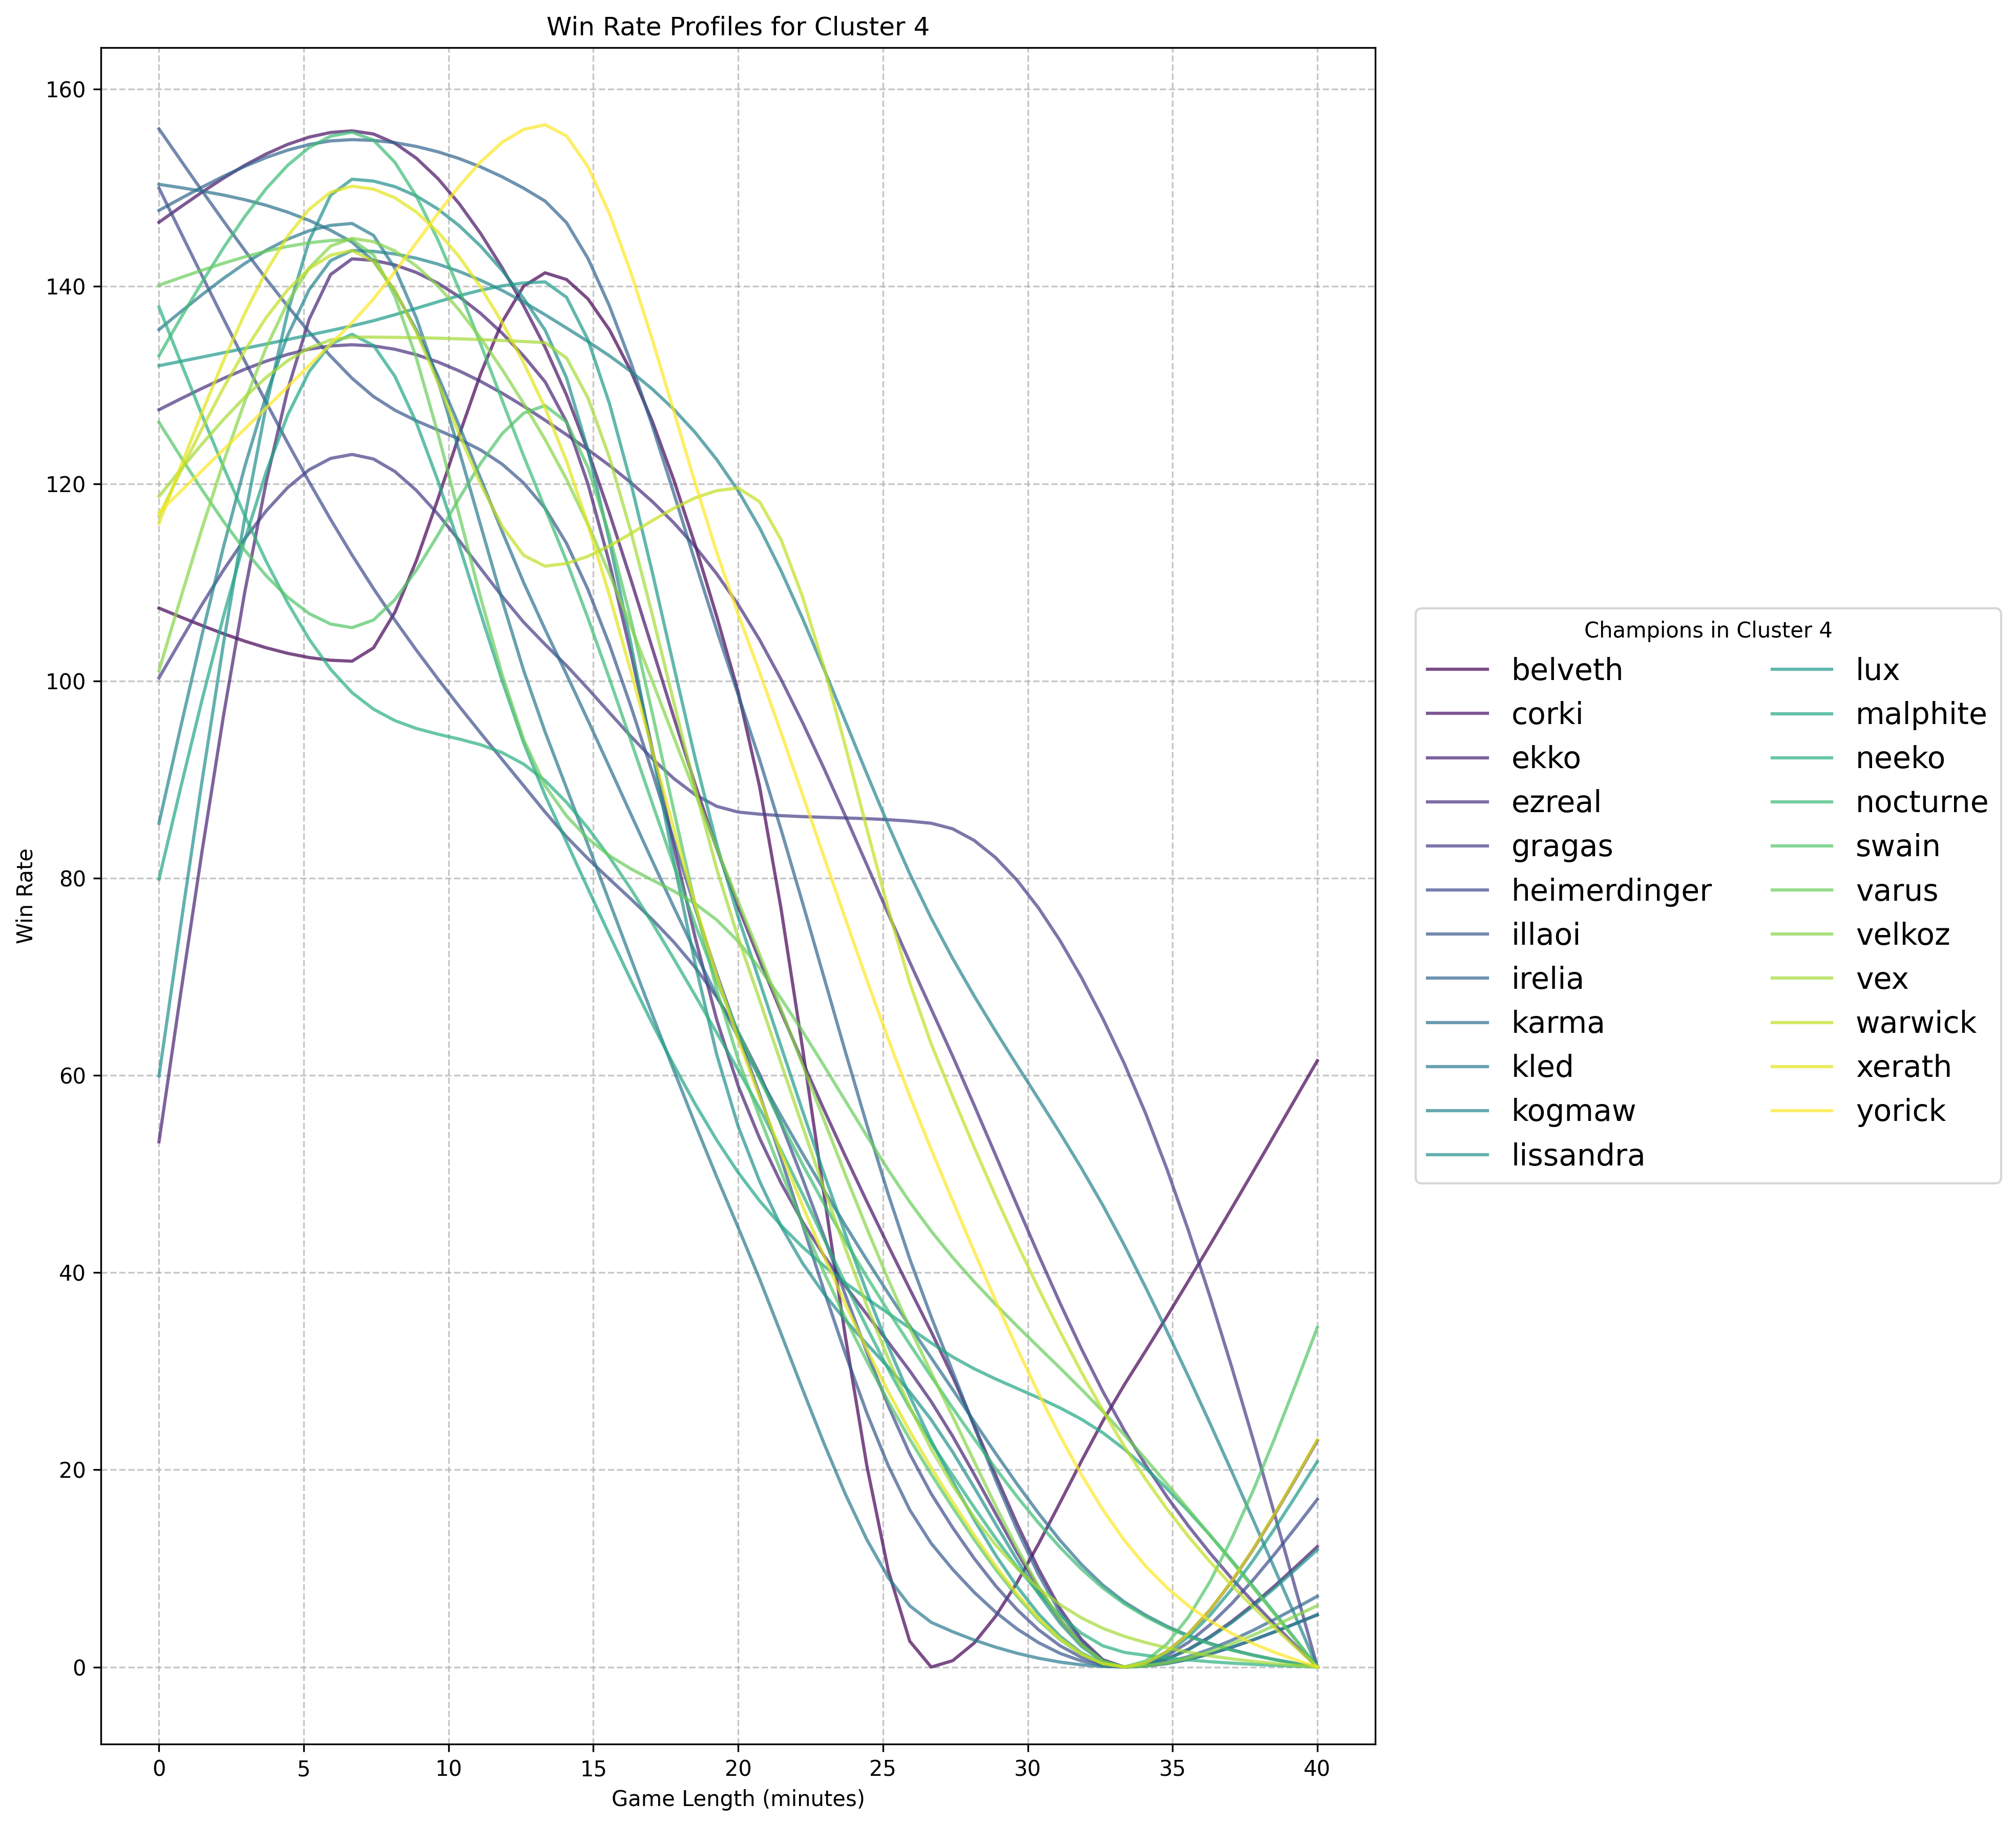 Win Rate Profiles for Cluster 4
160
140
120
100
80
60
40
20
0
Win Rate
0 5 10 15 20 25 30 35 40
Game Length (minutes)
Champions in Cluster 4
belveth
corki
ekko
ezreal
gragas
heimerdinger
illaoi
irelia
karma
kled
kogmaw
lissandra
lux
malphite
neeko
nocturne
swain
varus
velkoz
vex
warwick
xerath
yorick